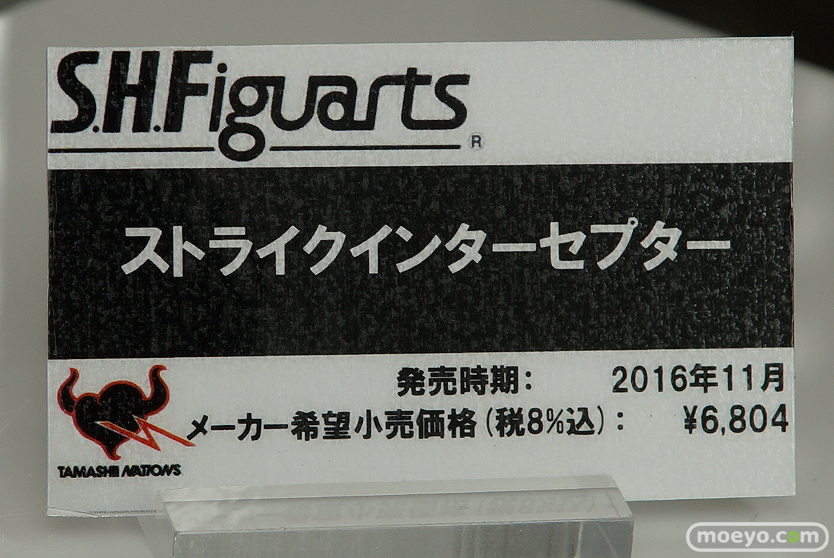 S.H.Figuarts®
ストライクインターセプター
発売時期: 2016年11月
メーカー希望小売価格(税8%込): ¥6,804
TAMASHII NATIONS
moeyo.com